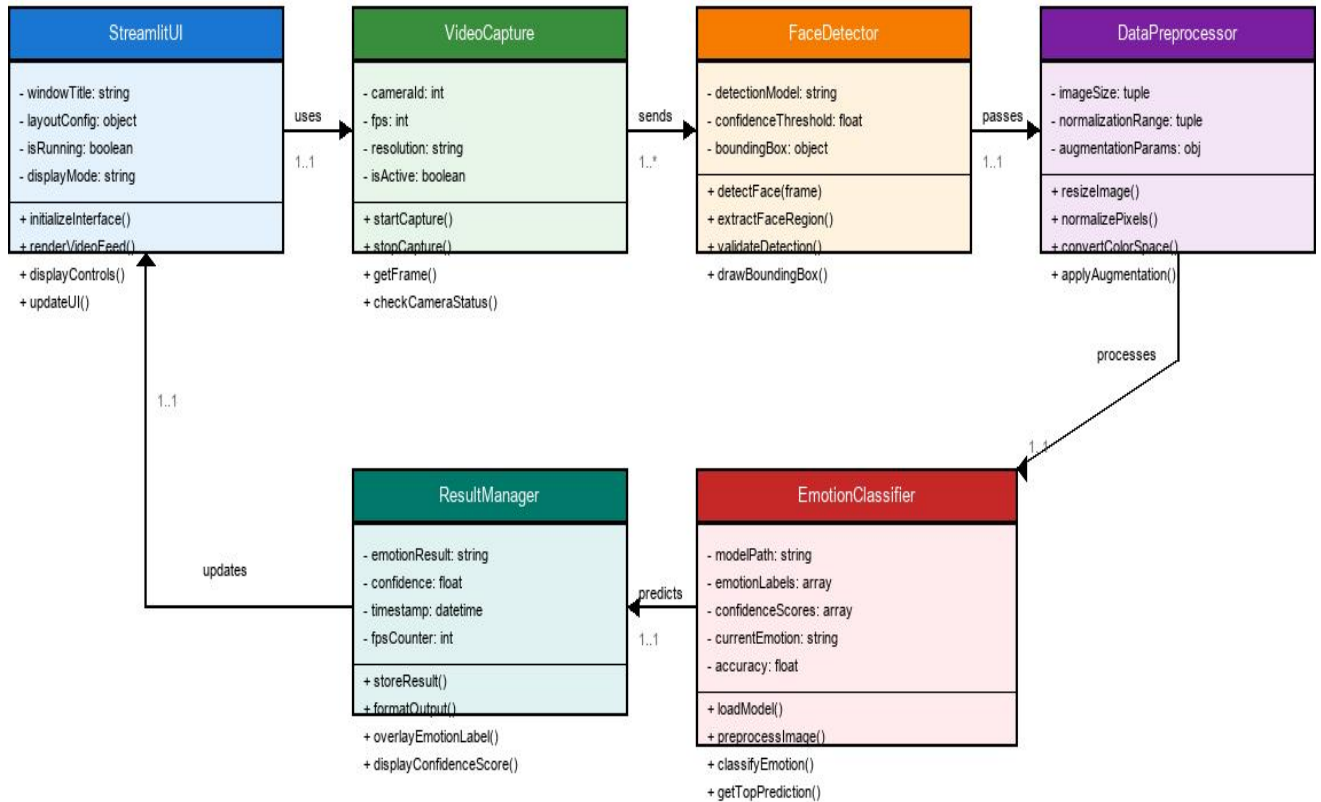 StreamlitUI
- windowTitle: string
- layoutConfig: object
- isRunning: boolean
- displayMode: string
+ initializeInterface()
+ renderVideoFeed()
+ displayControls()
+ updateUI()
uses
1..1
VideoCapture
- cameraId: int
- fps: int
- resolution: string
- isActive: boolean
+ startCapture()
+ stopCapture()
+ getFrame()
+ checkCameraStatus()
sends
1..*
FaceDetector
- detectionModel: string
- confidenceThreshold: float
- boundingBox: object
+ detectFace(frame)
+ extractFaceRegion()
+ validateDetection()
+ drawBoundingBox()
passes
1..1
DataPreprocessor
- imageSize: tuple
- normalizationRange: tuple
- augmentationParams: obj
+ resizeImage()
+ normalizePixels()
+ convertColorSpace()
+ applyAugmentation()
processes
1..1
EmotionClassifier
- modelPath: string
- emotionLabels: array
- confidenceScores: array
- currentEmotion: string
- accuracy: float
+ loadModel()
+ preprocessImage()
+ classifyEmotion()
+ getTopPrediction()
predicts
1..1
ResultManager
- emotionResult: string
- confidence: float
- timestamp: datetime
- fpsCounter: int
+ storeResult()
+ formatOutput()
+ overlayEmotionLabel()
+ displayConfidenceScore()
updates
1..1